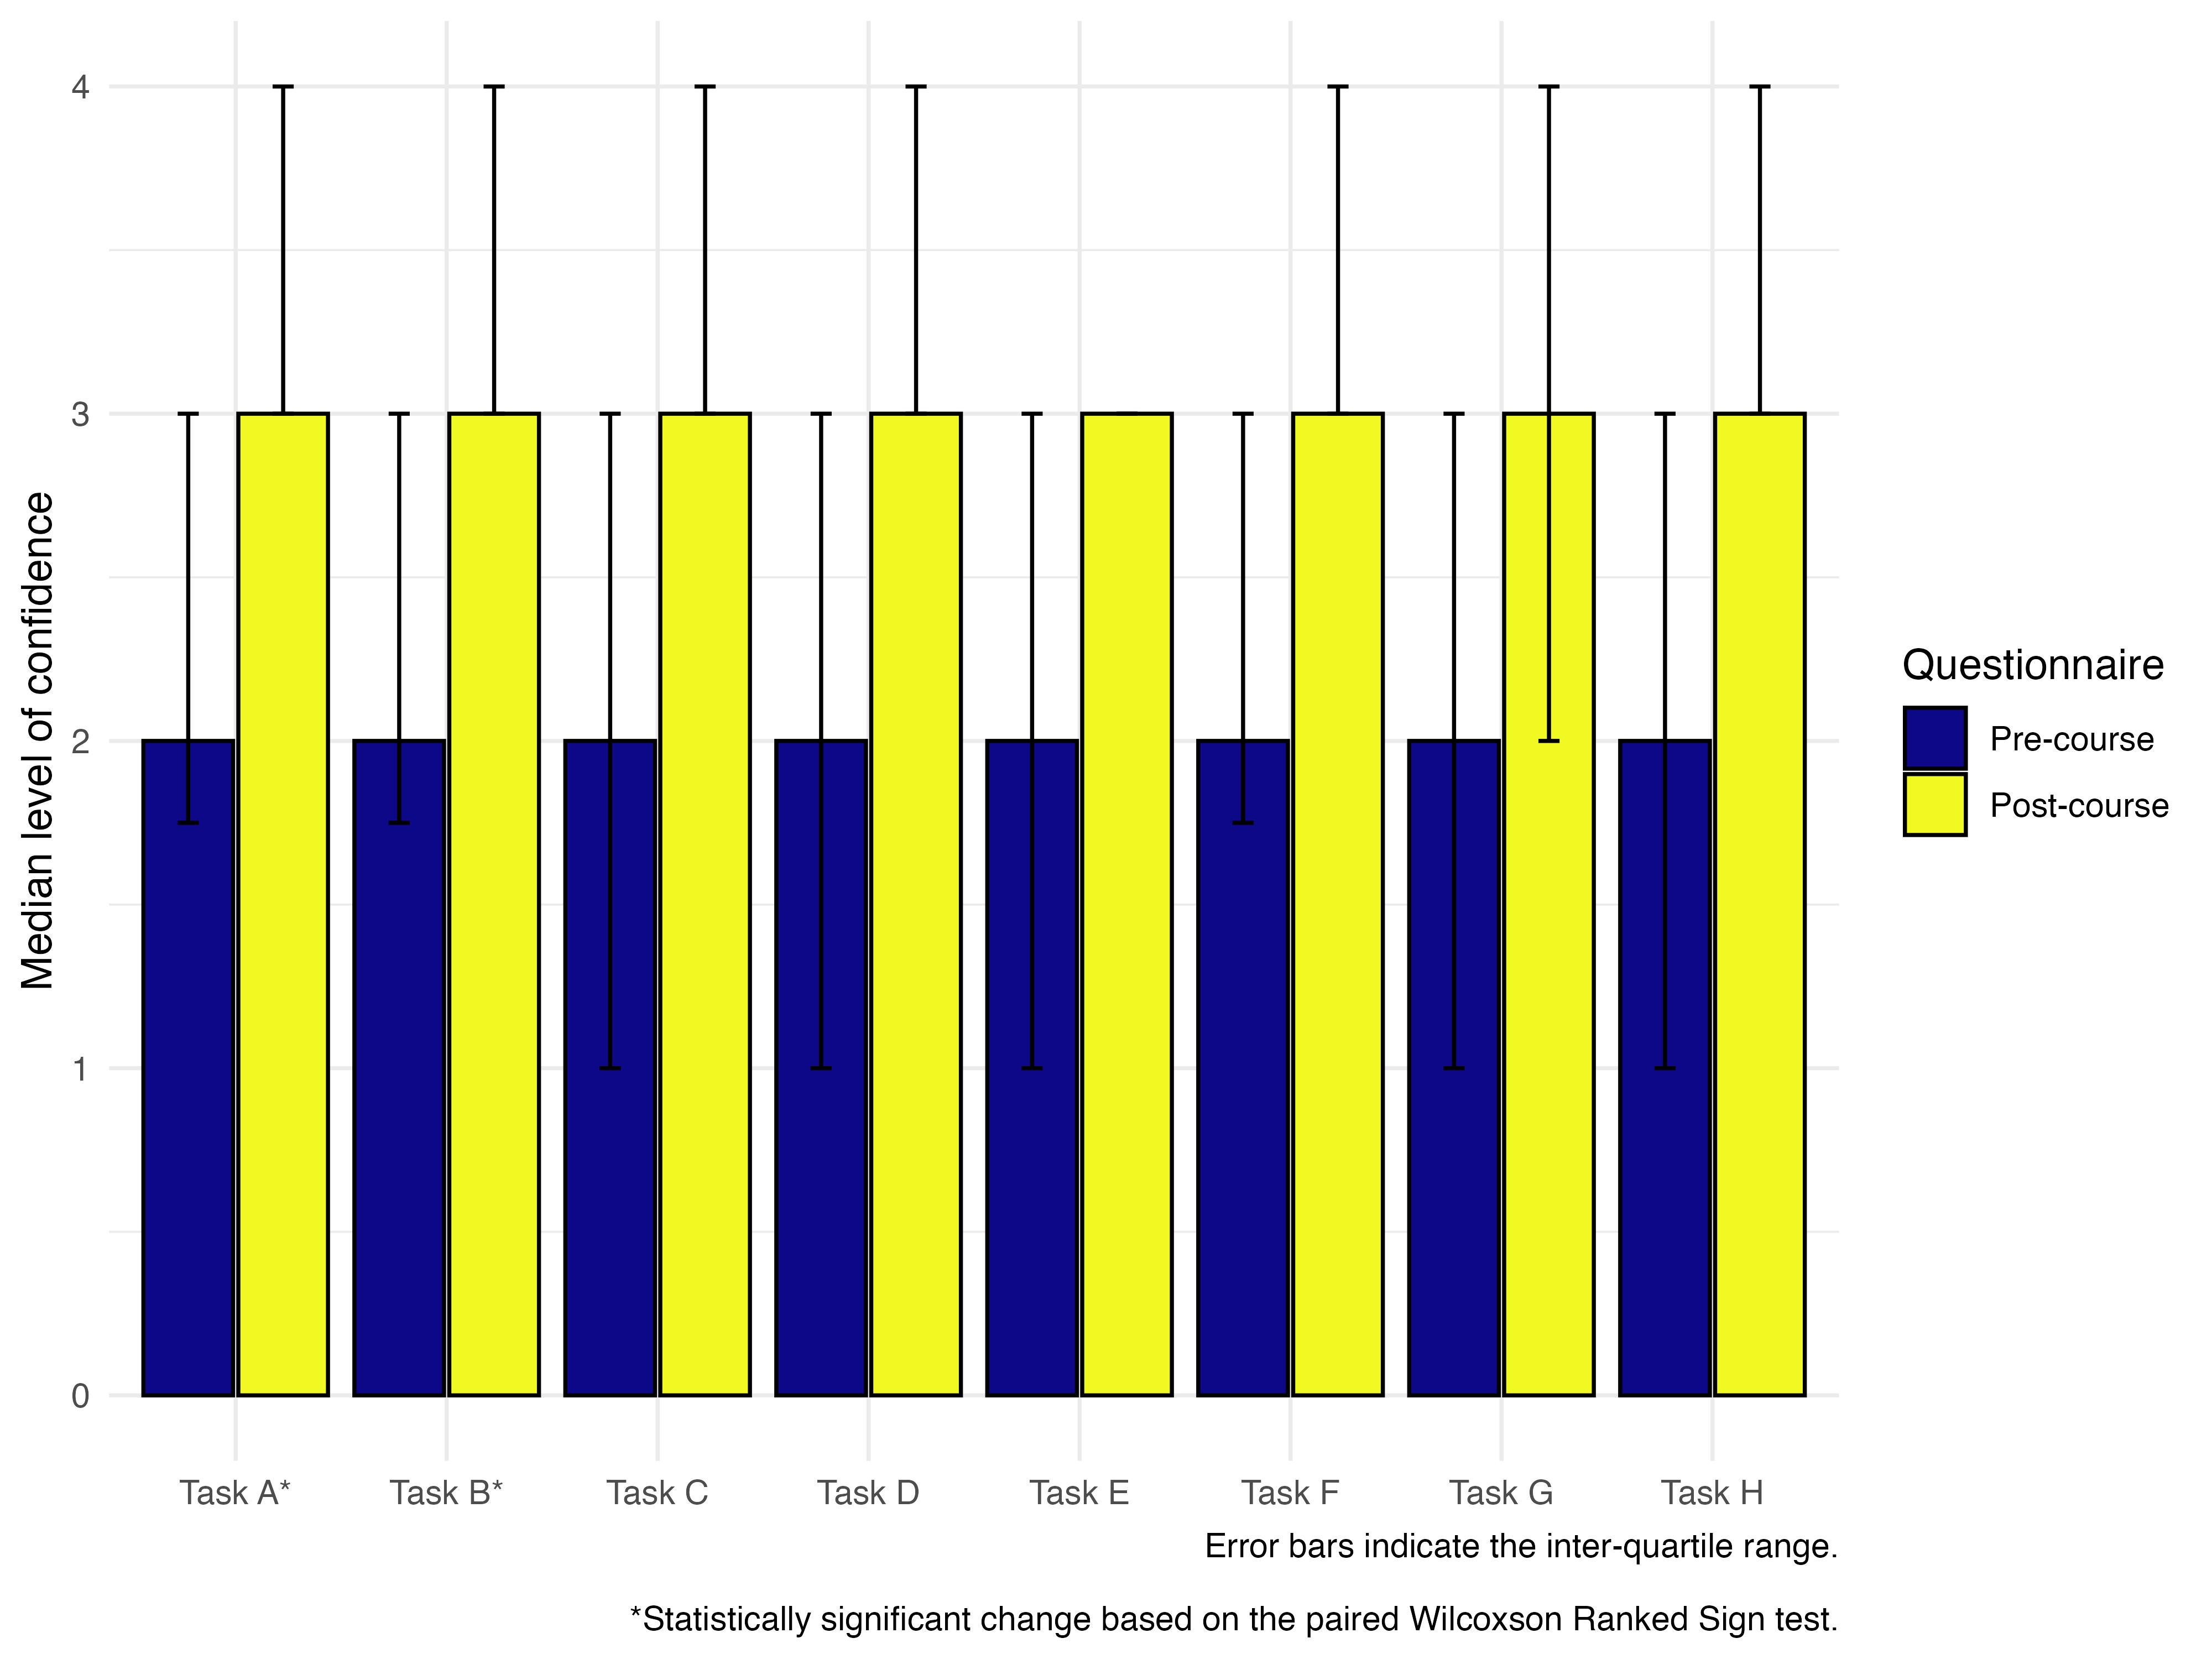 Median level of confidence
4
3
2
1
0
Task A*
Task B*
Task C
Task D
Task E
Task F
Task G
Task H
Questionnaire
Pre-course
Post-course
Error bars indicate the inter-quartile range.
*Statistically significant change based on the paired Wilcoxson Ranked Sign test.